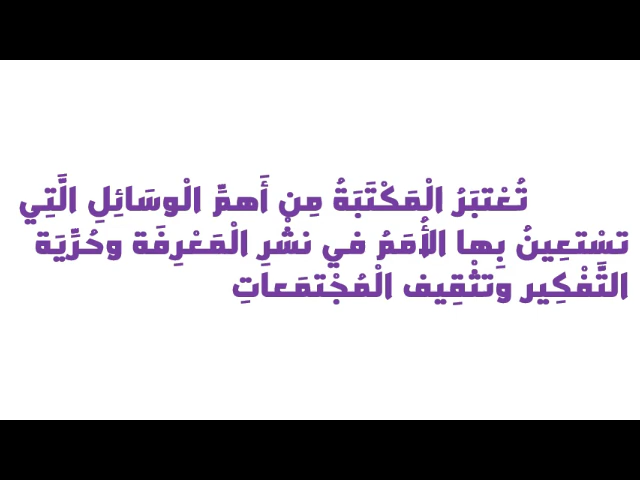 تُعْتبَرُ الْمَكْتَبَةُ مِن أَهمِّ الْوسَائِلِ الَّتِي
تسْتعِينُ بِها الأُمَمُ في نشْرِ الْمَعْرِفَة وحُرِّيَة
التَّفْكِير وتثْقِيف الْمُجْتمَعاتِ